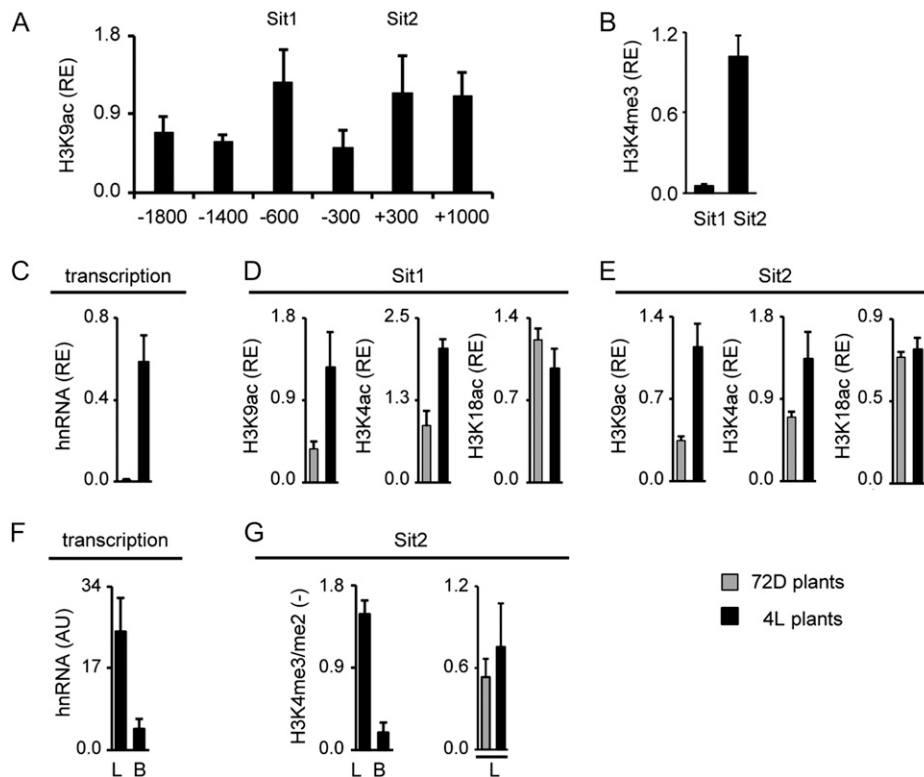 A
Sit1 Sit2
H3K9ac (RE)
1.8
0.9
0.0
-1800 -1400 -600 -300 +300 +1000
B
H3K4me3 (RE)
1.2
0.6
0.0
Sit1 Sit2
C
transcription
hnRNA (RE)
0.8
0.4
0.0
D
Sit1
H3K9ac (RE)
1.8
0.9
0.0
H3K4ac (RE)
2.5
1.3
0.0
H3K18ac (RE)
1.4
0.7
0.0
E
Sit2
H3K9ac (RE)
1.4
0.7
0.0
H3K4ac (RE)
1.4
0.7
0.0
H3K18ac (RE)
0.9
0.5
0.0
F
transcription
hnRNA (AU)
34
17
0.0
L B
G
Sit2
H3K4me3/me2 (-)
1.8
0.9
0.0
L B
1.2
0.6
0.0
L
72D plants
4L plants